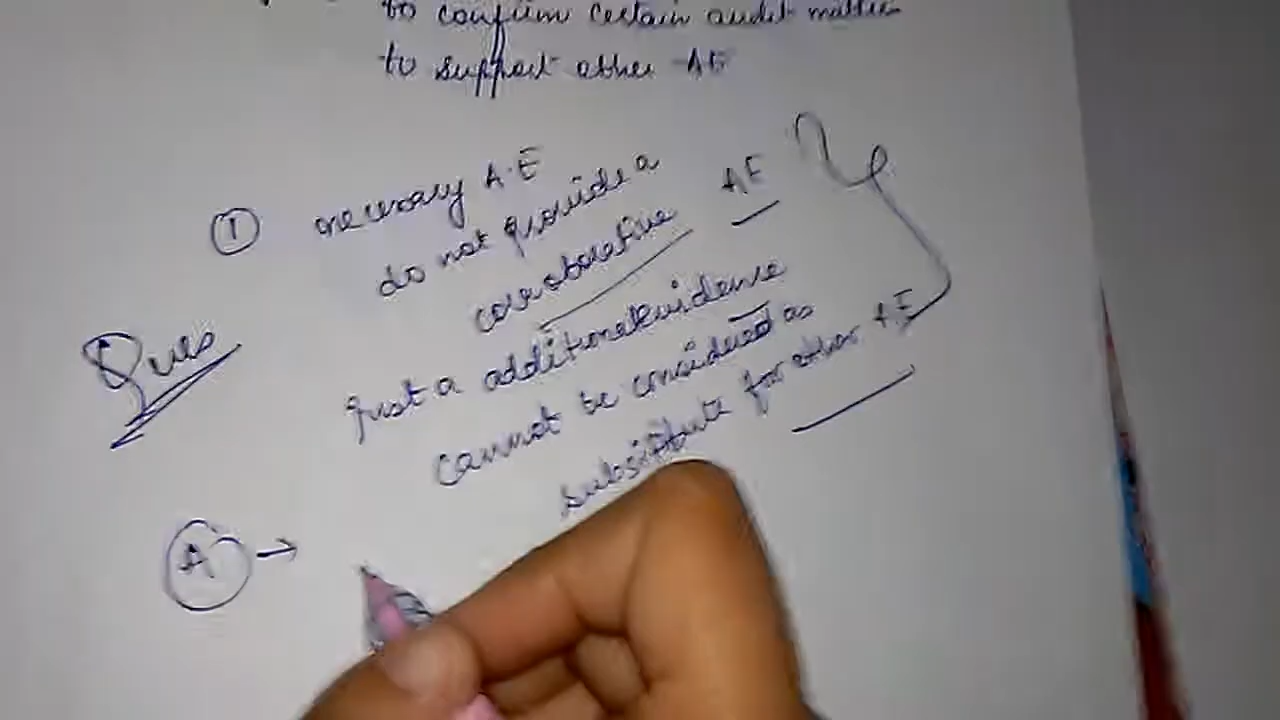 to confirm certain audit matter
to support other AE
① necessary A.E
do not provide a
corroborative AE
Ques
just a additional evidence
cannot be considered as
substitute for other A.E
A →